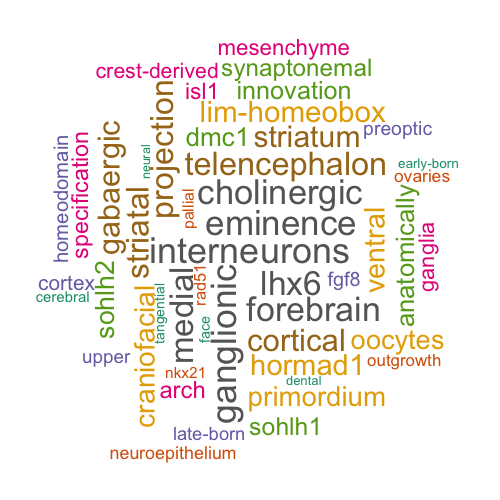 mesenchyme
crest-derived synaptonemal
isl1 innovation
lim-homeobox
dmc1 striatum preoptic
telencephalon early-born
neural
homeodomain
specification
gabaergic
projection
cholinergic ovaries
pallial
eminence
striatal
interneurons
ventral
anatomically
ganglia
cortex
cerebral
sohlh2
medial
rad51
tangential
lhx6 fgf8
forebrain
face
ganglionic
craniofacial
upper cortical oocytes
nkx21 hormad1 outgrowth
arch dental
primordium
late-born sohlh1
neuroepithelium